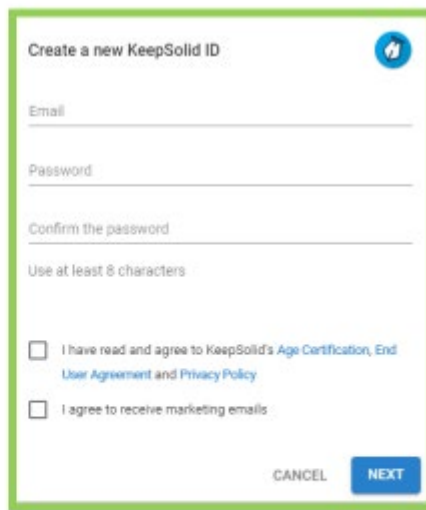 Create a new KeepSolid ID
Email
Password
Confirm the password
Use at least 8 characters
I have read and agree to KeepSolid's Age Certification, End
User Agreement and Privacy Policy
I agree to receive marketing emails
CANCEL NEXT